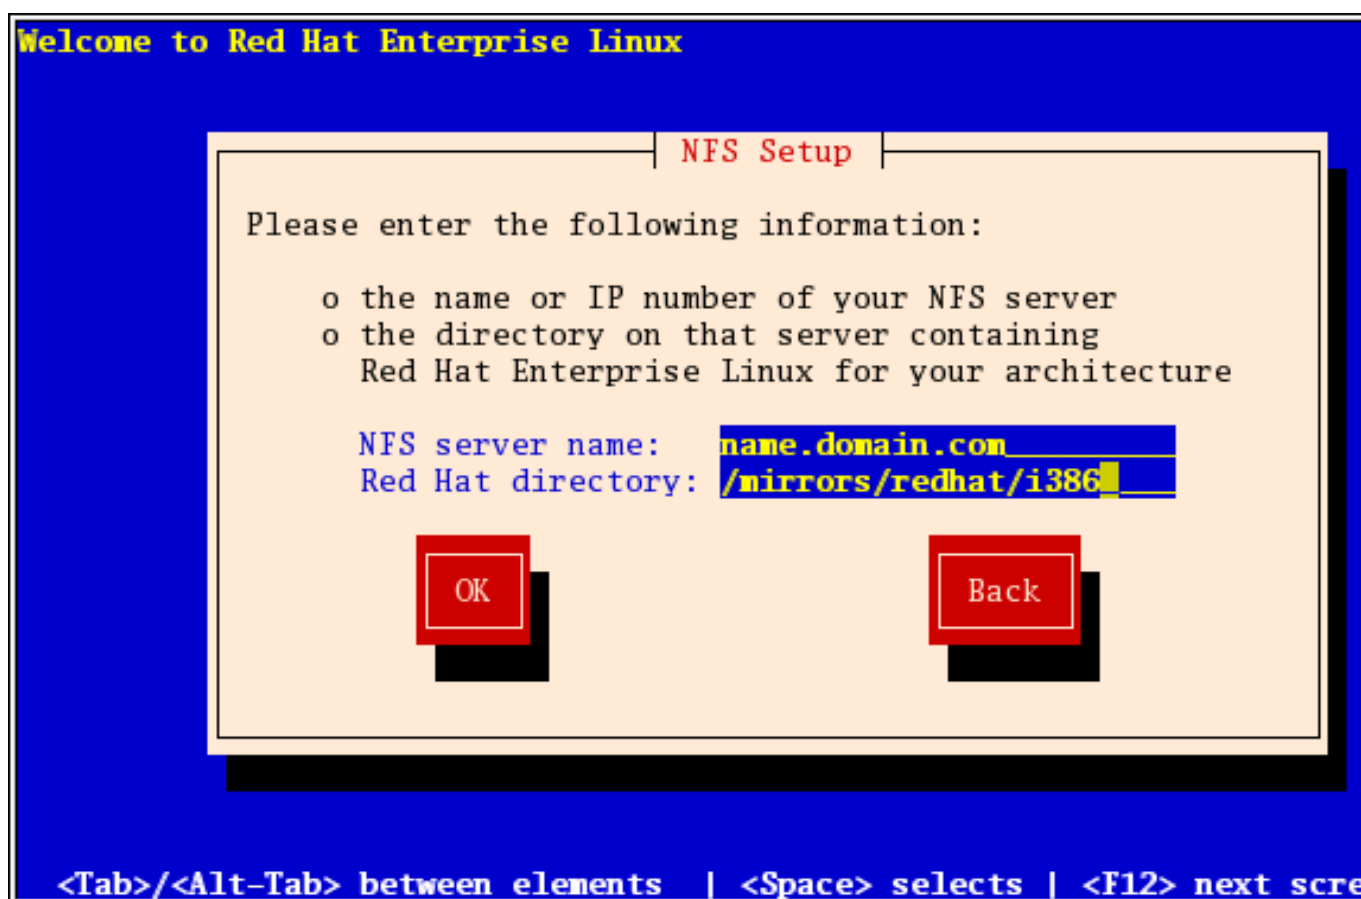 Welcome to Red Hat Enterprise Linux
NFS Setup
Please enter the following information:
o the name or IP number of your NFS server
o the directory on that server containing
Red Hat Enterprise Linux for your architecture
NFS server name: name.domain.com
Red Hat directory: /mirrors/redhat/i386
OK Back
<Tab>/<Alt-Tab> between elements | <Space> selects | <F12> next scre